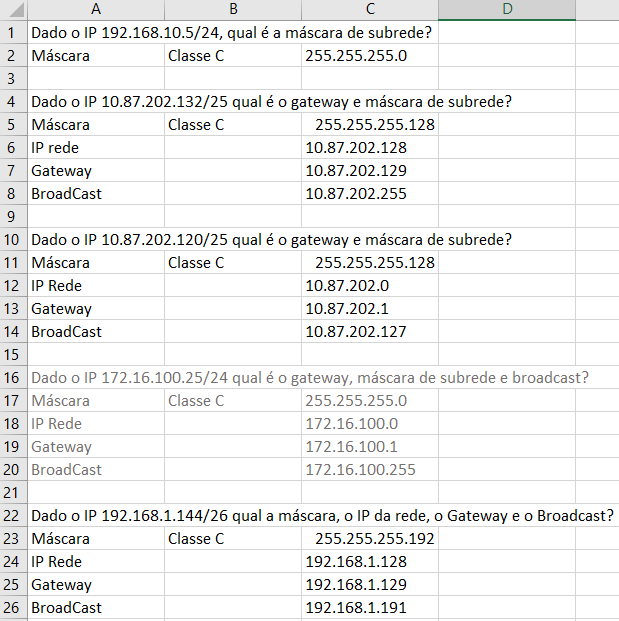 A B C D
1 Dado o IP 192.168.10.5/24, qual é a máscara de subrede?
2 Máscara Classe C 255.255.255.0
3
4 Dado o IP 10.87.202.132/25 qual é o gateway e máscara de subrede?
5 Máscara Classe C 255.255.255.128
6 IP rede 10.87.202.128
7 Gateway 10.87.202.129
8 BroadCast 10.87.202.255
9
10 Dado o IP 10.87.202.120/25 qual é o gateway e máscara de subrede?
11 Máscara Classe C 255.255.255.128
12 IP Rede 10.87.202.0
13 Gateway 10.87.202.1
14 BroadCast 10.87.202.127
15
16 Dado o IP 172.16.100.25/24 qual é o gateway, máscara de subrede e broadcast?
17 Máscara Classe C 255.255.255.0
18 IP Rede 172.16.100.0
19 Gateway 172.16.100.1
20 BroadCast 172.16.100.255
21
22 Dado o IP 192.168.1.144/26 qual a máscara, o IP da rede, o Gateway e o Broadcast?
23 Máscara Classe C 255.255.255.192
24 IP Rede 192.168.1.128
25 Gateway 192.168.1.129
26 BroadCast 192.168.1.191